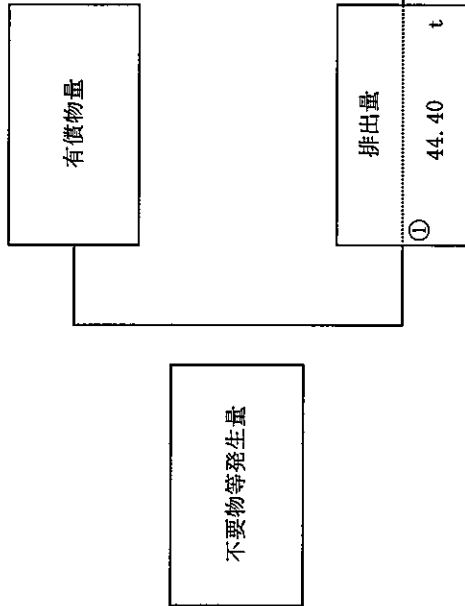 有償物量
排出量
①
44.40 t
不要物等発生量